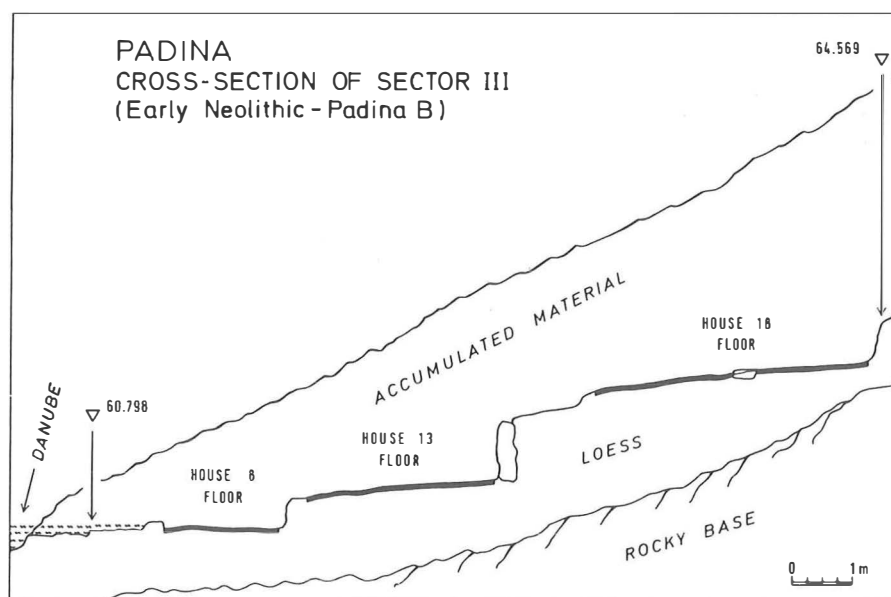 PADINA
CROSS-SECTION OF SECTOR III
(Early Neolithic - Padina B)
64.569
ACCUMULATED MATERIAL
HOUSE 18
FLOOR
DANUBE
60.798
HOUSE 13
FLOOR
LOESS
HOUSE 6
FLOOR
ROCKY BASE
0 1m